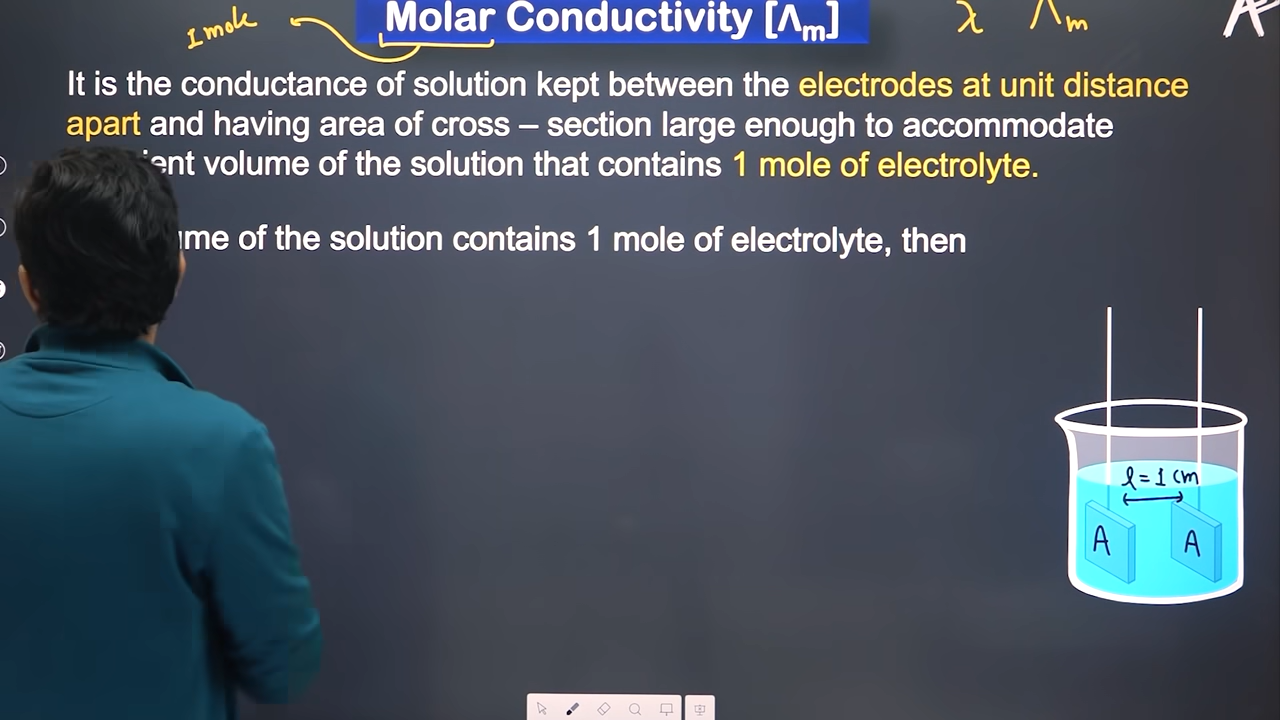 1 mole
Molar Conductivity [Λm]
λ Λm
It is the conductance of solution kept between the electrodes at unit distance
apart and having area of cross – section large enough to accommodate
ent volume of the solution that contains 1 mole of electrolyte.
ume of the solution contains 1 mole of electrolyte, then
l = 1 cm
A A